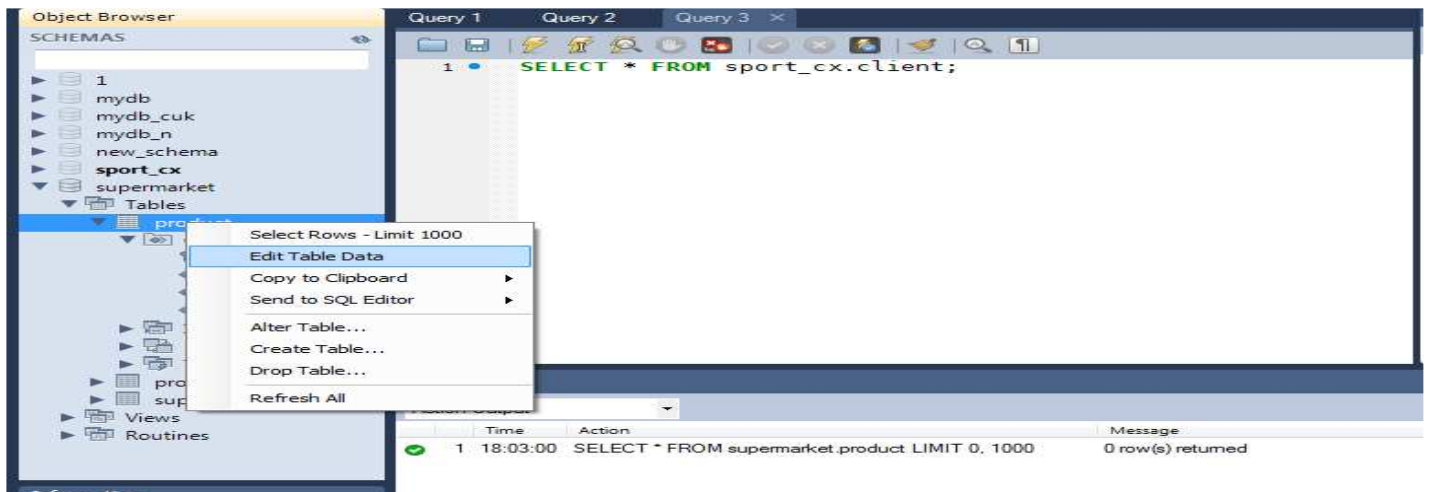 Object Browser
SCHEMAS
1
mydb
mydb_cuk
mydb_n
new_schema
sport_cx
supermarket
Tables
Views
Routines
Select Rows - Limit 1000
Edit Table Data
Copy to Clipboard
Send to SQL Editor
Alter Table...
Create Table...
Drop Table...
Refresh All
Query 1 Query 2 Query 3
1 SELECT * FROM sport_cx.client;
Time Action Message
1 18:03:00 SELECT * FROM supermarket.product LIMIT 0, 1000 0 row(s) returned